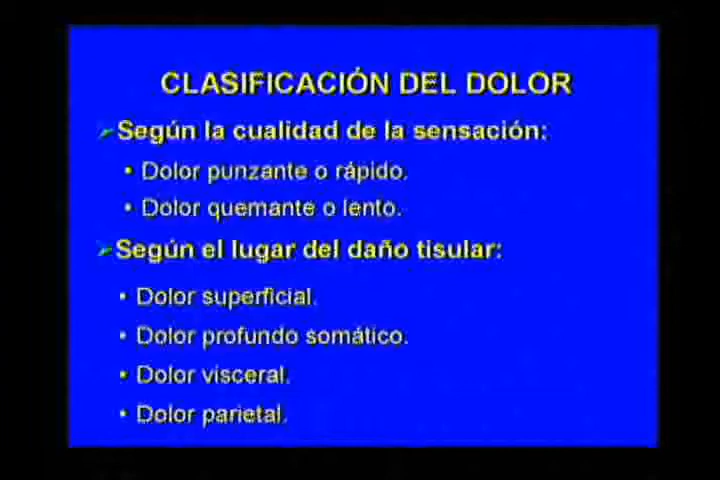 CLASIFICACIÓN DEL DOLOR
Según la cualidad de la sensación:
• Dolor punzante o rápido.
• Dolor quemante o lento.
Según el lugar del daño tisular:
• Dolor superficial.
• Dolor profundo somático.
• Dolor visceral.
• Dolor parietal.